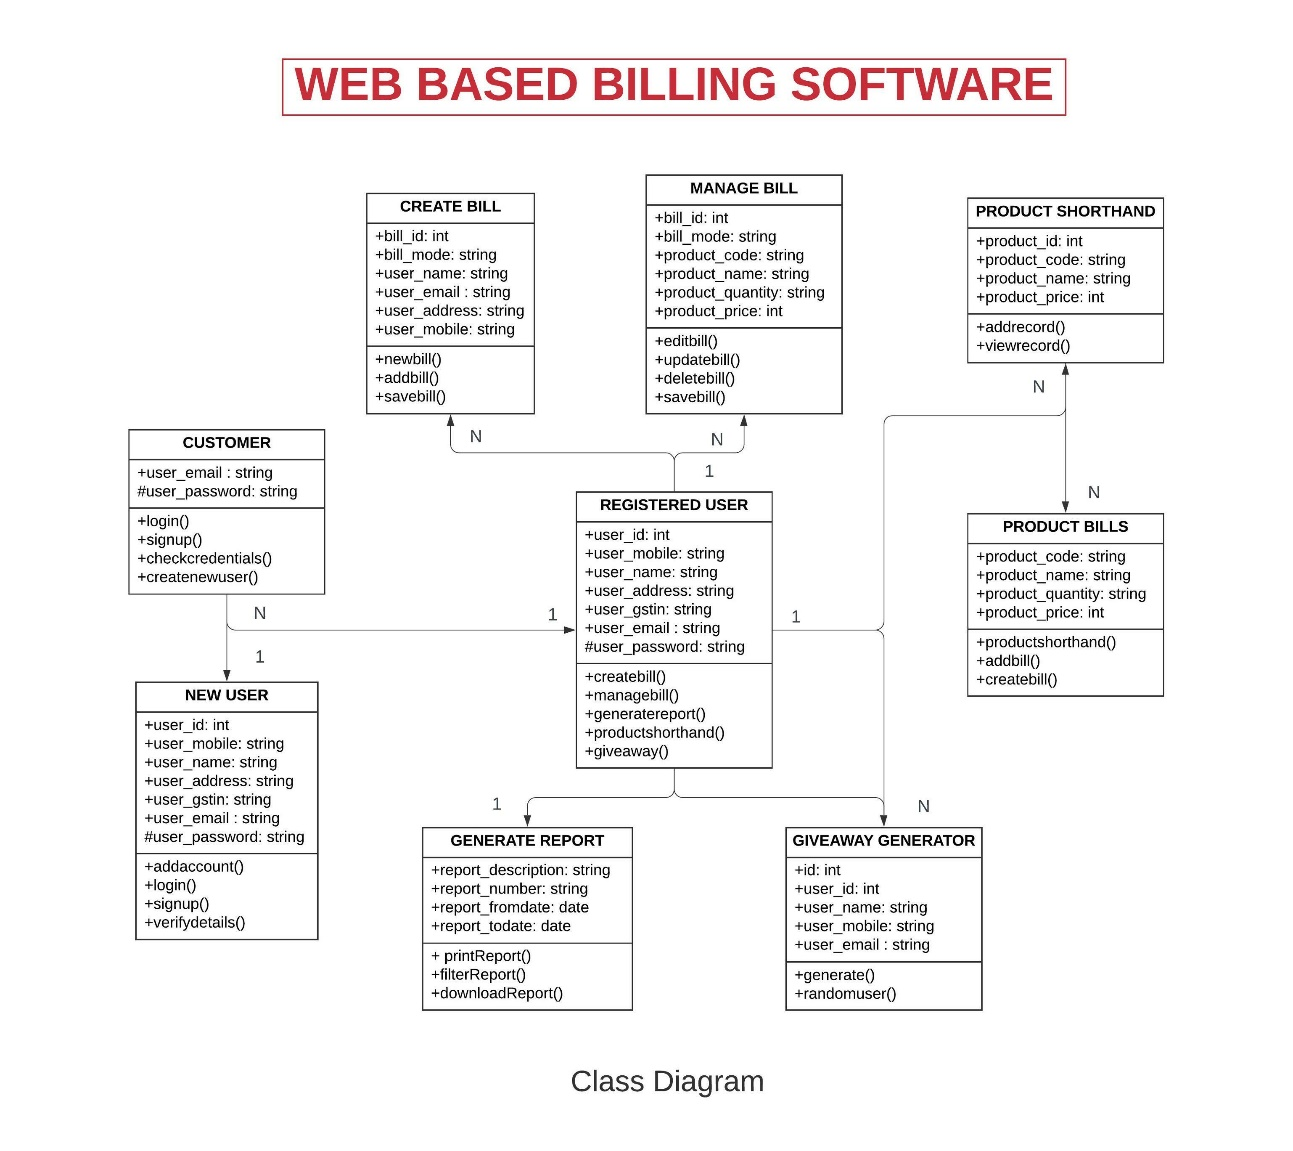 WEB BASED BILLING SOFTWARE
CREATE BILL
+bill_id: int
+bill_mode: string
+user_name: string
+user_email : string
+user_address: string
+user_mobile: string
+newbill()
+addbill()
+savebill()
MANAGE BILL
+bill_id: int
+bill_mode: string
+product_code: string
+product_name: string
+product_quantity: string
+product_price: int
+editbill()
+updatebill()
+deletebill()
+savebill()
PRODUCT SHORTHAND
+product_id: int
+product_code: string
+product_name: string
+product_price: int
+addrecord()
+viewrecord()
N
N
N
1
CUSTOMER
+user_email : string
#user_password: string
+login()
+signup()
+checkcredentials()
+createnewuser()
N
1
1
REGISTERED USER
+user_id: int
+user_mobile: string
+user_name: string
+user_address: string
+user_gstin: string
+user_email : string
#user_password: string
+createbill()
+managebill()
+generatereport()
+productshorthand()
+giveaway()
1
N
PRODUCT BILLS
+product_code: string
+product_name: string
+product_quantity: string
+product_price: int
+productshorthand()
+addbill()
+createbill()
NEW USER
+user_id: int
+user_mobile: string
+user_name: string
+user_address: string
+user_gstin: string
+user_email : string
#user_password: string
+addaccount()
+login()
+signup()
+verifydetails()
1
N
GENERATE REPORT
+report_description: string
+report_number: string
+report_fromdate: date
+report_todate: date
+ printReport()
+filterReport()
+downloadReport()
GIVEAWAY GENERATOR
+id: int
+user_id: int
+user_name: string
+user_mobile: string
+user_email : string
+generate()
+randomuser()
Class Diagram